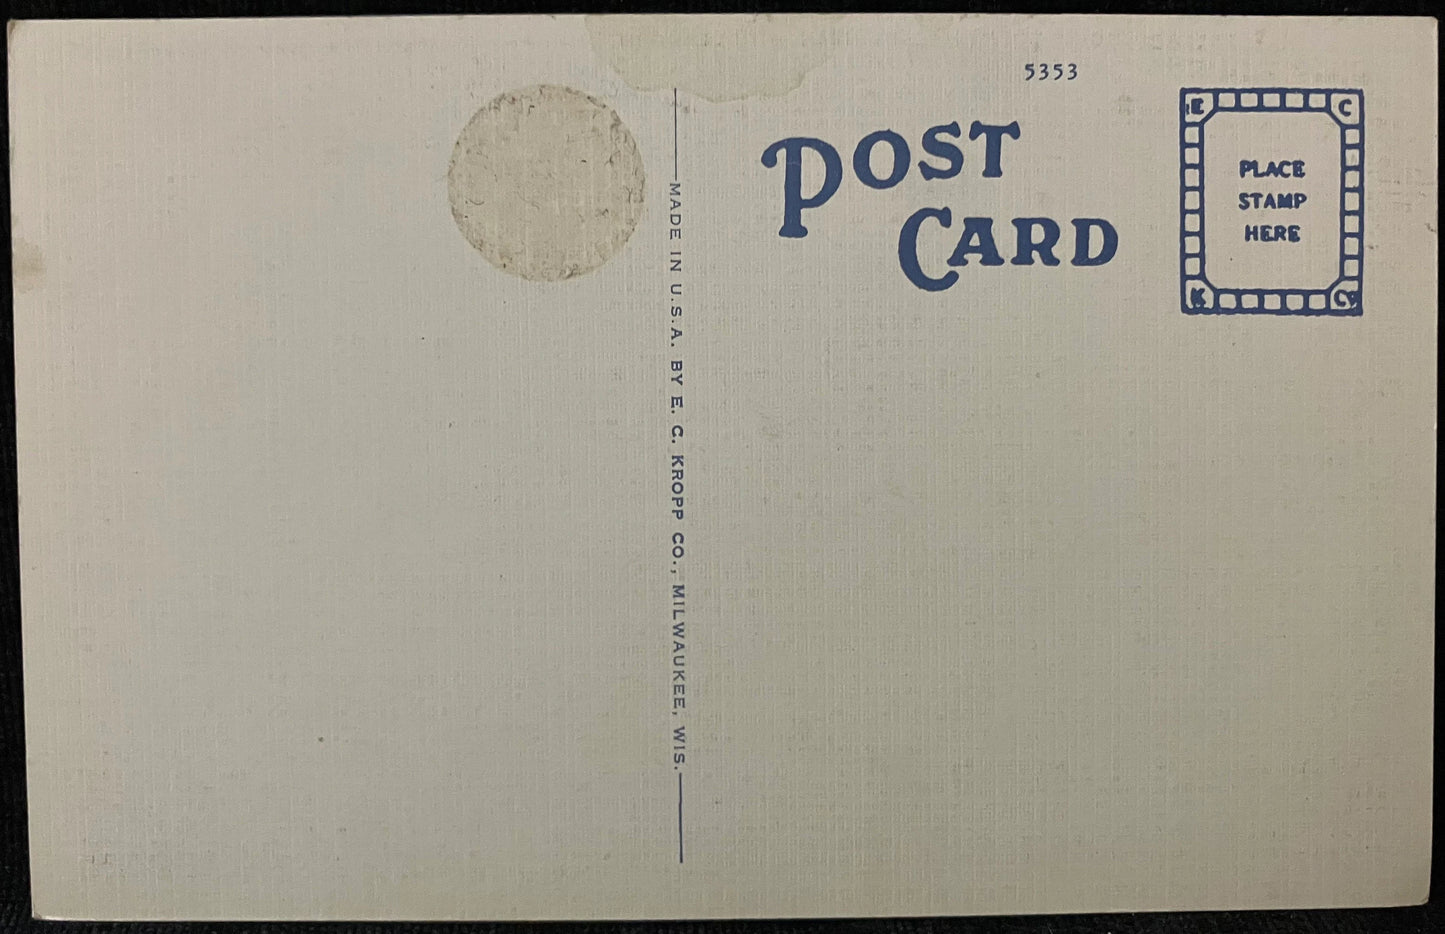 5353
POST
CARD
E C
PLACE
STAMP
HERE
K Cº
MADE IN U.S.A. BY E. C. KROPP CO., MILWAUKEE, WIS.